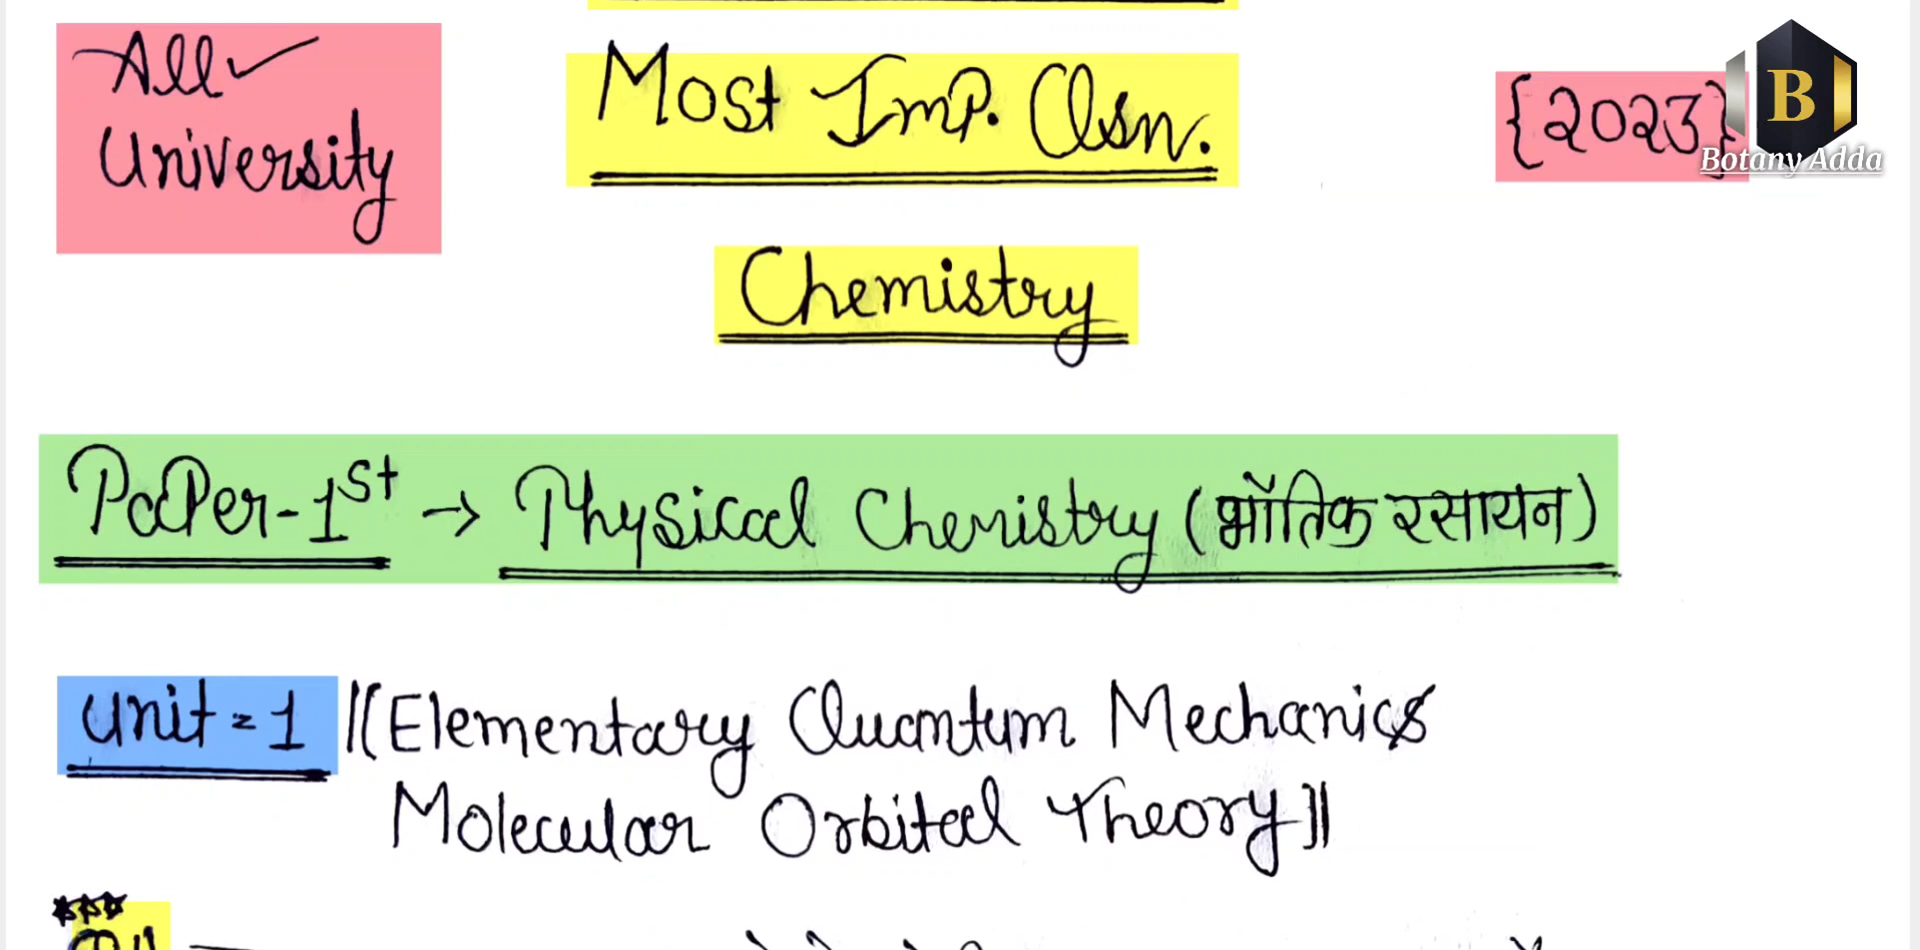 All ✓
University
Most Imp. Qsn.
{2023}
B
Botany Adda
Chemistry
Paper-1st → Physical Chemistry (भौतिक रसायन)
Unit=1 [(Elementary Quantum Mechanics
Molecular Orbital Theory)]
***